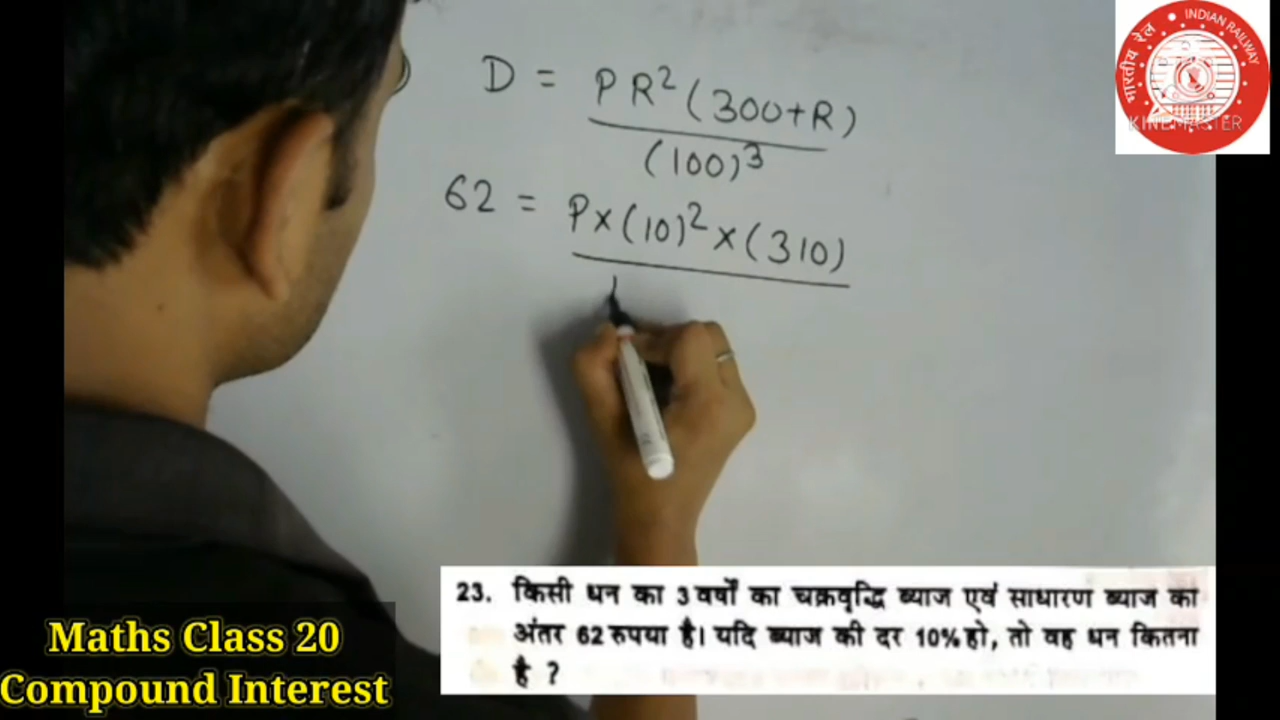 D = PR²(300+R)
(100)³
62 = P×(10)²×(310)
भारतीय रेल INDIAN RAILWAY
KINEMASTER
23. किसी धन का 3 वर्षों का चक्रवृद्धि ब्याज एवं साधारण ब्याज का
अंतर 62 रुपया है। यदि ब्याज की दर 10% हो, तो वह धन कितना
है ?
Maths Class 20
Compound Interest